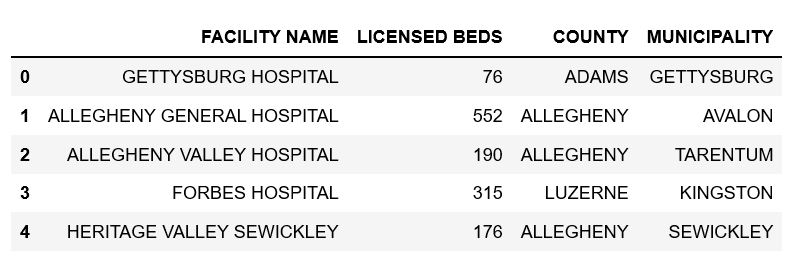 FACILITY NAME LICENSED BEDS COUNTY MUNICIPALITY
0 GETTYSBURG HOSPITAL 76 ADAMS GETTYSBURG
1 ALLEGHENY GENERAL HOSPITAL 552 ALLEGHENY AVALON
2 ALLEGHENY VALLEY HOSPITAL 190 ALLEGHENY TARENTUM
3 FORBES HOSPITAL 315 LUZERNE KINGSTON
4 HERITAGE VALLEY SEWICKLEY 176 ALLEGHENY SEWICKLEY